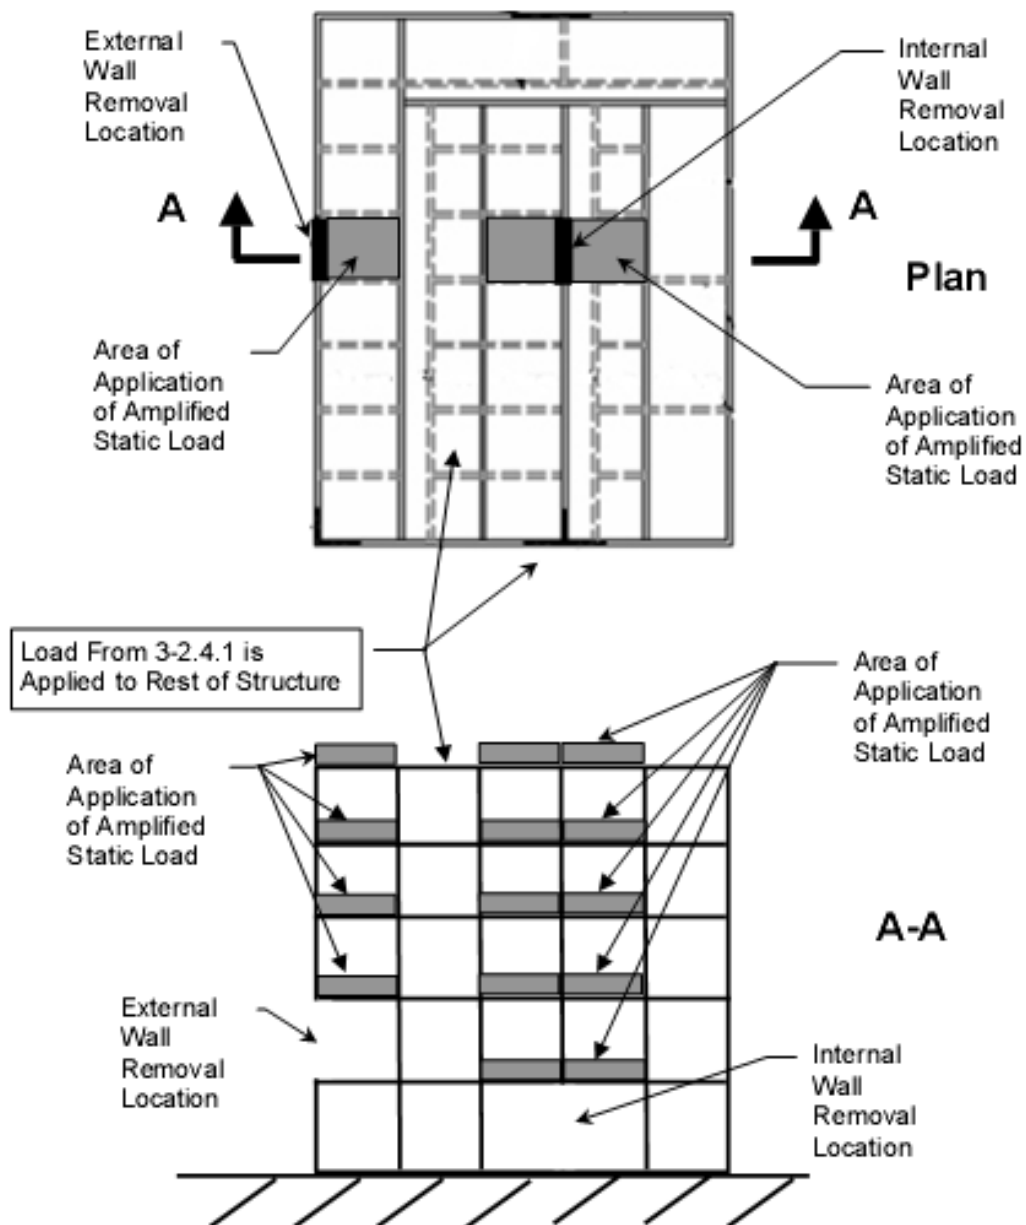 External
Wall
Removal
Location
Internal
Wall
Removal
Location
A
A
Plan
Area of
Application
of Amplified
Static Load
Area of
Application
of Amplified
Static Load
Load From 3-2.4.1 is
Applied to Rest of Structure
Area of
Application
of Amplified
Static Load
Area of
Application
of Amplified
Static Load
A-A
External
Wall
Removal
Location
Internal
Wall
Removal
Location